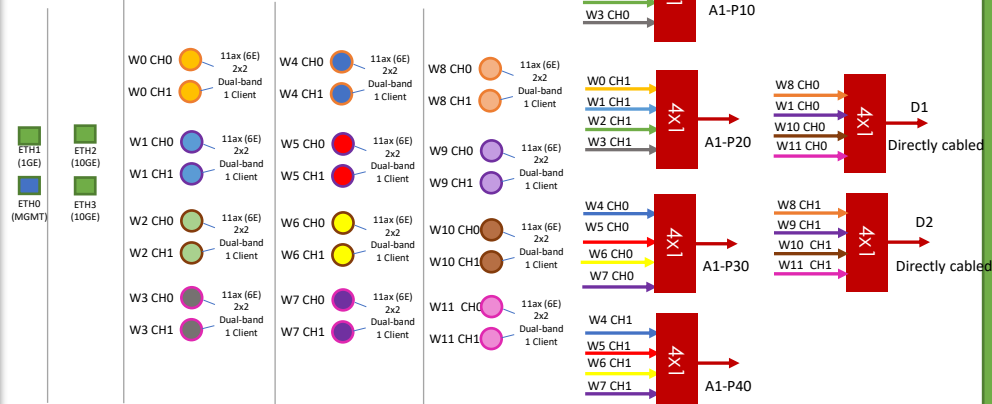 ETH1
(1GE)
ETH2
(10GE)
ETH0
(MGMT)
ETH3
(10GE)
W0 CH0
W0 CH1
11ax (6E)
2x2
Dual-band
1 Client
W1 CH0
W1 CH1
11ax (6E)
2x2
Dual-band
1 Client
W2 CH0
W2 CH1
11ax (6E)
2x2
Dual-band
1 Client
W3 CH0
W3 CH1
11ax (6E)
2x2
Dual-band
1 Client
W4 CH0
W4 CH1
11ax (6E)
2x2
Dual-band
1 Client
W5 CH0
W5 CH1
11ax (6E)
2x2
Dual-band
1 Client
W6 CH0
W6 CH1
11ax (6E)
2x2
Dual-band
1 Client
W7 CH0
W7 CH1
11ax (6E)
2x2
Dual-band
1 Client
W8 CH0
W8 CH1
11ax (6E)
2x2
Dual-band
1 Client
W9 CH0
W9 CH1
11ax (6E)
2x2
Dual-band
1 Client
W10 CH0
W10 CH1
11ax (6E)
2x2
Dual-band
1 Client
W11 CH0
W11 CH1
11ax (6E)
2x2
Dual-band
1 Client
W3 CH0
A1-P10
W0 CH1
W1 CH1
W2 CH1
W3 CH1
4x1
A1-P20
W4 CH0
W5 CH0
W6 CH0
W7 CH0
4x1
A1-P30
W4 CH1
W5 CH1
W6 CH1
W7 CH1
4x1
A1-P40
W8 CH0
W1 CH0
W10 CH0
W11 CH0
4x1
D1
Directly cabled
W8 CH1
W9 CH1
W10 CH1
W11 CH1
4x1
D2
Directly cabled